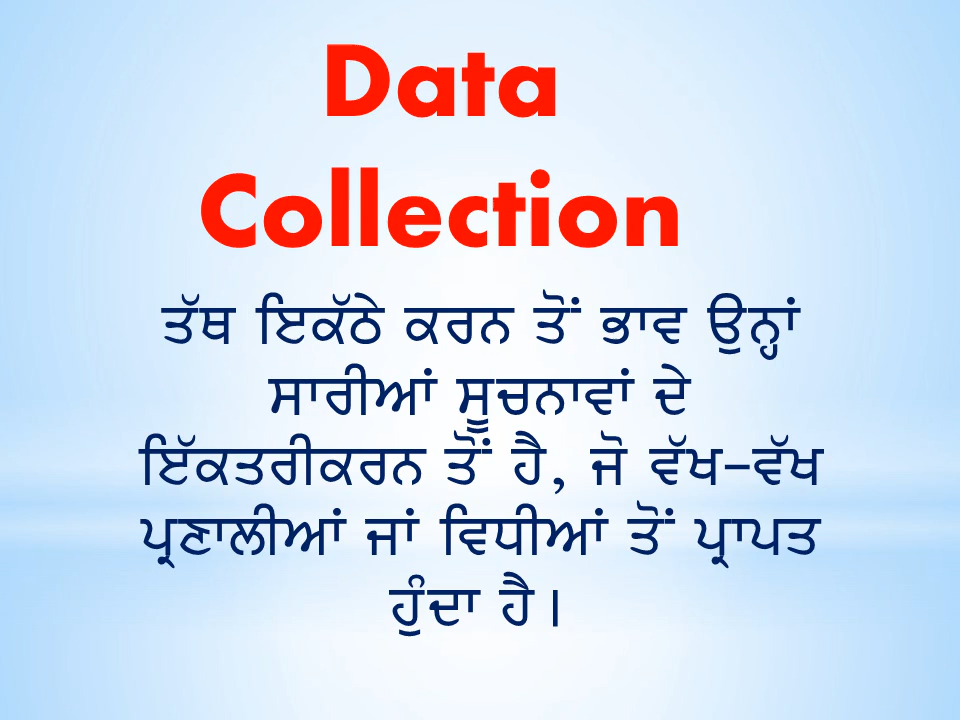 Data
Collection
ਤੱਥ ਇਕੱਠੇ ਕਰਨ ਤੋਂ ਭਾਵ ਉਨ੍ਹਾਂ
ਸਾਰੀਆਂ ਸੂਚਨਾਵਾਂ ਦੇ
ਇੱਕਤਰੀਕਰਨ ਤੋਂ ਹੈ, ਜੋ ਵੱਖ-ਵੱਖ
ਪ੍ਰਣਾਲੀਆਂ ਜਾਂ ਵਿਧੀਆਂ ਤੋਂ ਪ੍ਰਾਪਤ
ਹੁੰਦਾ ਹੈ।